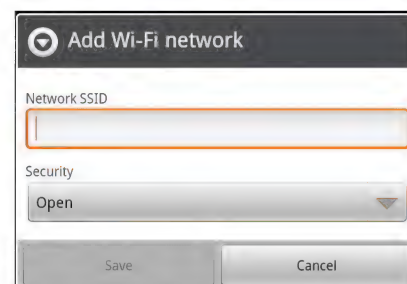 Add Wi-Fi network
Network SSID
Security
Open
Save
Cancel